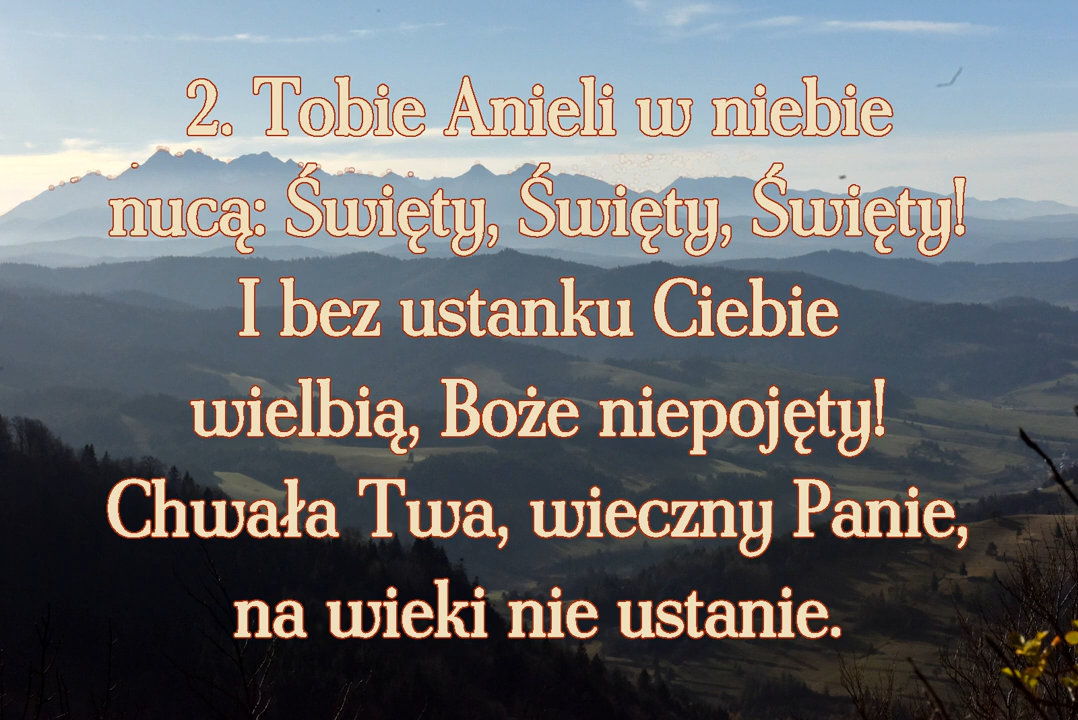 2. Tobie Anieli w niebie
nucą: Święty, Święty, Święty!
I bez ustanku Ciebie
wielbią, Boże niepojęty!
Chwała Twa, wieczny Panie,
na wieki nie ustanie.